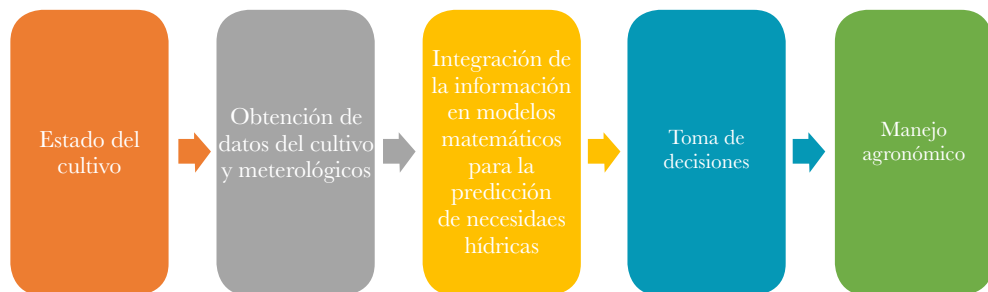 Estado del
cultivo
Obtención de
datos del cultivo
y meterológicos
Integración de
la información
en modelos
matemáticos
para la
predicción
de necesidaes
hídricas
Toma de
decisiones
Manejo
agronómico